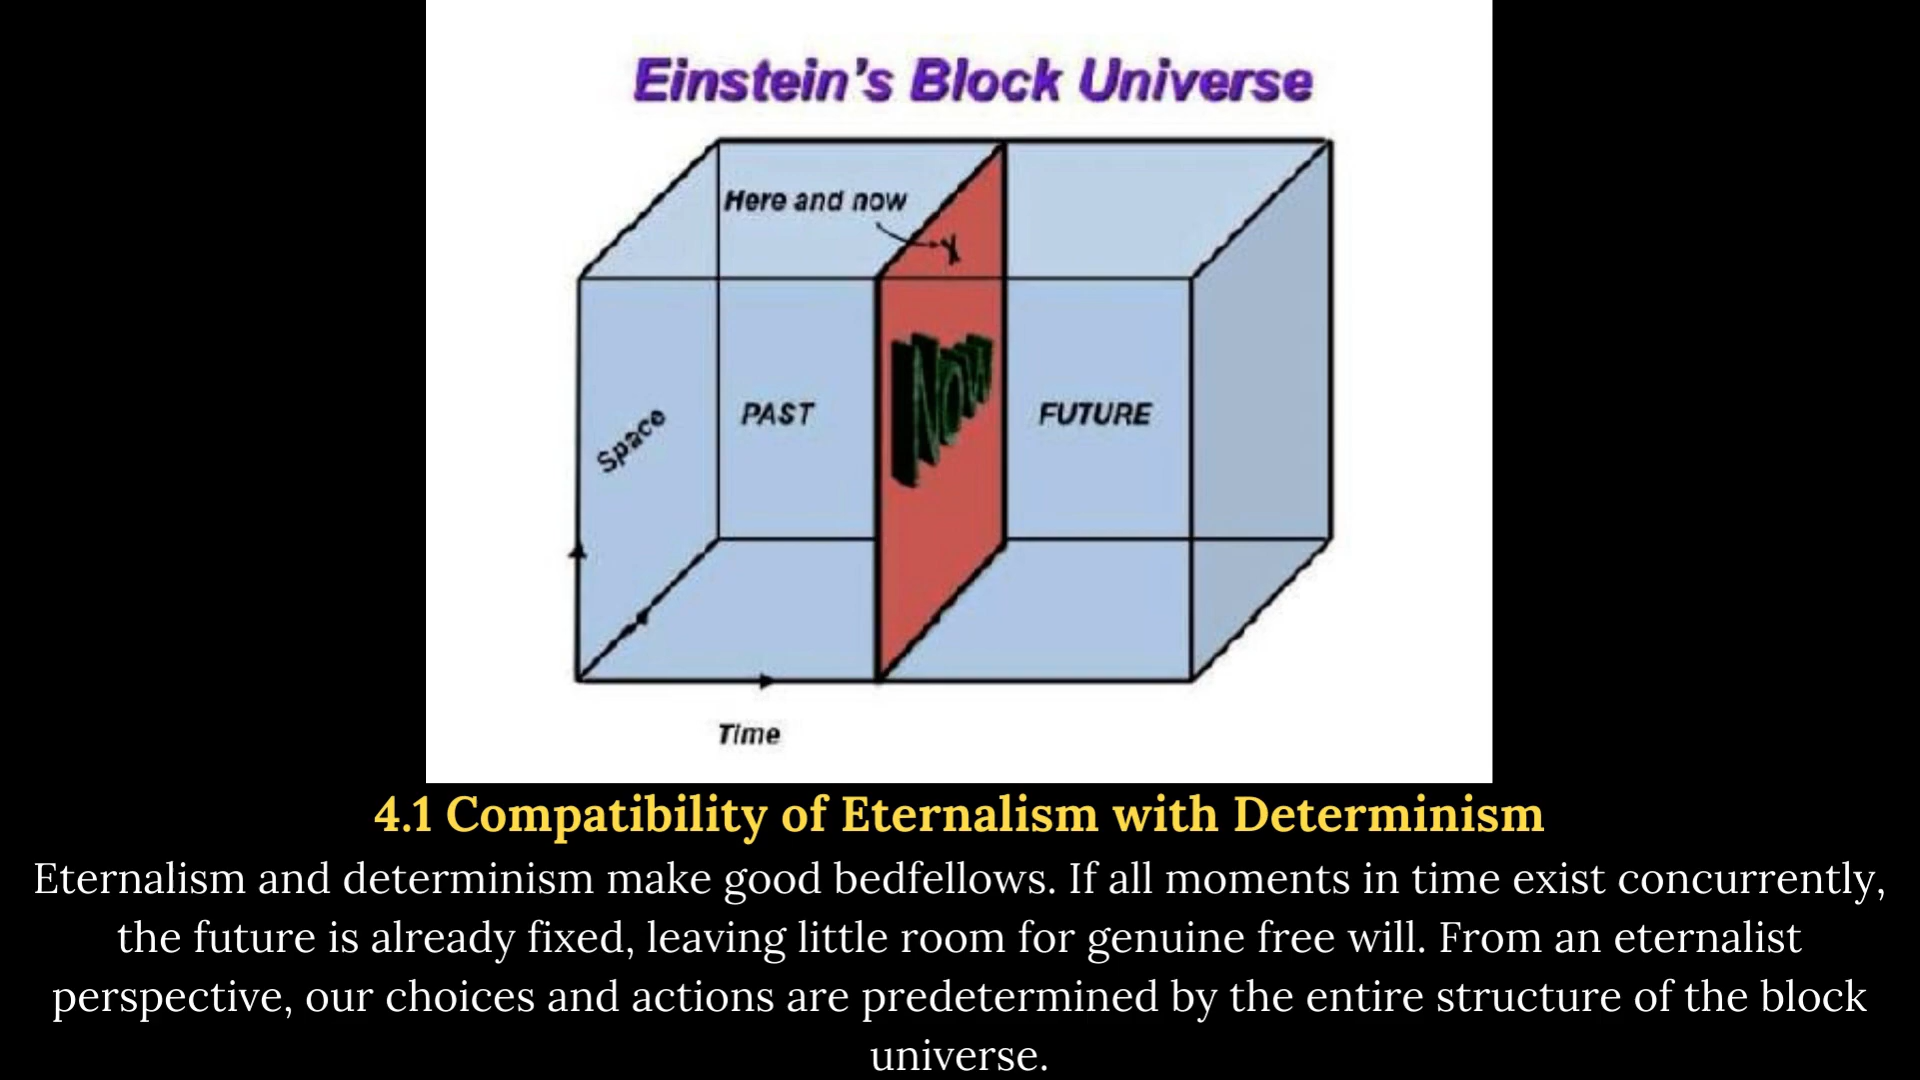 Einstein's Block Universe
Here and now
X
Space
PAST
NOW
FUTURE
Time
4.1 Compatibility of Eternalism with Determinism
Eternalism and determinism make good bedfellows. If all moments in time exist concurrently,
the future is already fixed, leaving little room for genuine free will. From an eternalist
perspective, our choices and actions are predetermined by the entire structure of the block
universe.